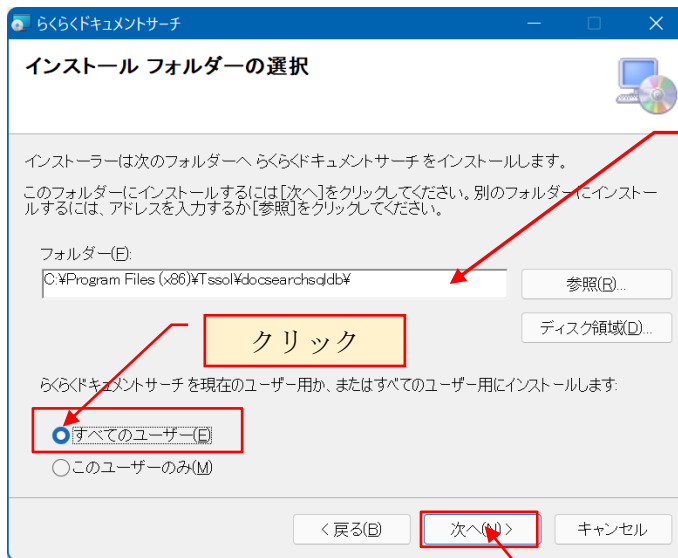 らくらくドキュメントサーチ
インストール フォルダーの選択
インストーラーは次のフォルダーへ らくらくドキュメントサーチ をインストールします。
このフォルダーにインストールするには[次へ]をクリックしてください。別のフォルダーにインストー
ルするには、アドレスを入力するか[参照]をクリックしてください。
フォルダー(F):
C:¥Program Files (x86)¥Tssol¥docsearchsqldb¥
参照(R)...
ディスク領域(D)...
クリック
らくらくドキュメントサーチ を現在のユーザー用か、またはすべてのユーザー用にインストールします:
すべてのユーザー(E)
このユーザーのみ(M)
< 戻る(B)
次へ(N) >
キャンセル